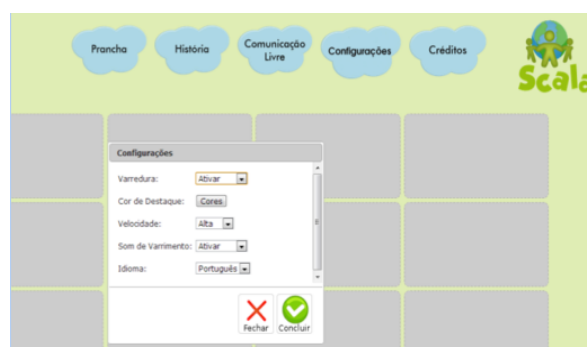 Prancha
História
Comunicação
Livre
Configurações
Créditos
Scala
Configurações
Varredura: Ativar
Cor de Destaque: Cores
Velocidade: Alta
Som de Varrimento: Ativar
Idioma: Português
Fechar
Concluir